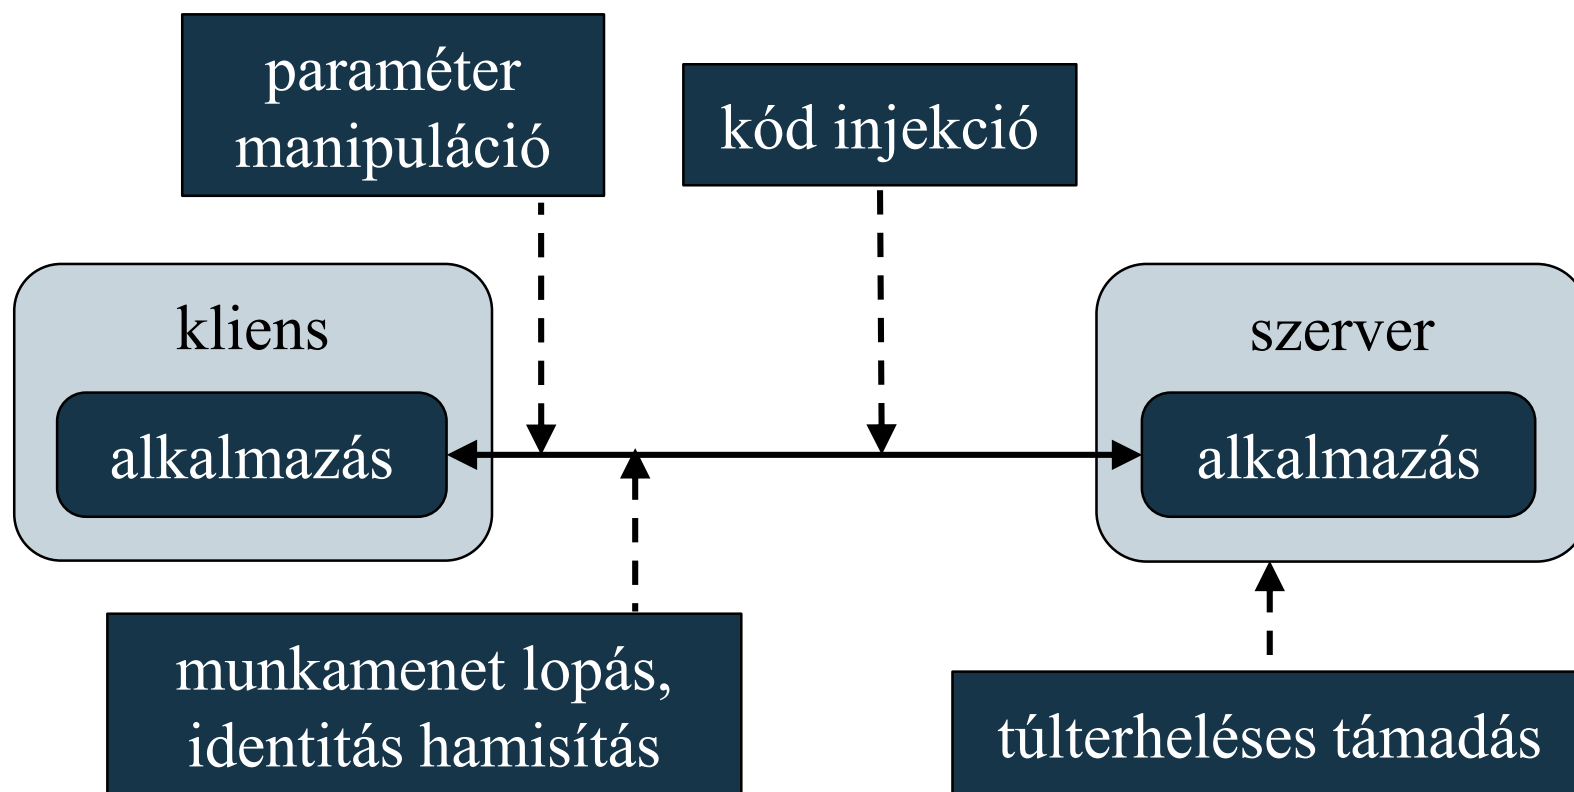 paraméter
manipuláció
kód injekció
kliens
alkalmazás
szerver
alkalmazás
munkamenet lopás,
identitás hamisítás
túlterheléses támadás